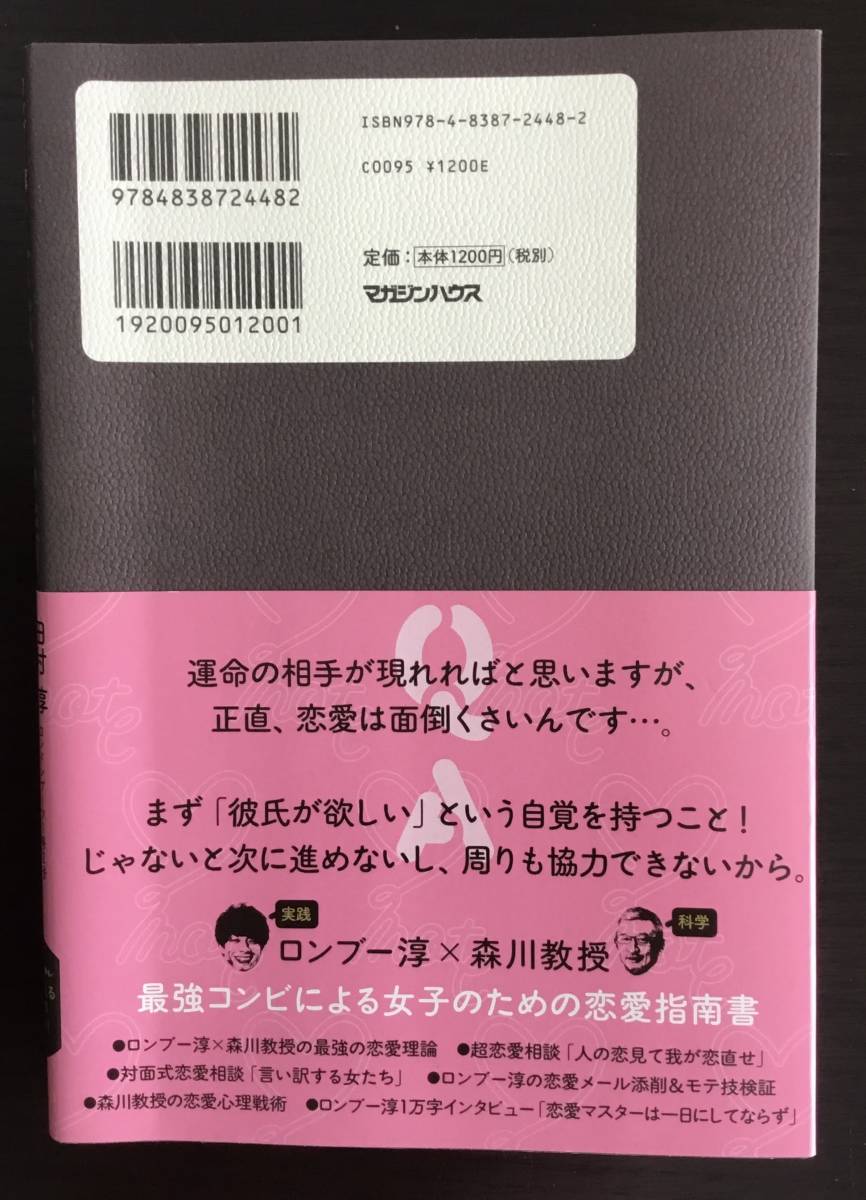 ISBN978-4-8387-2448-2
C0095 ¥1200E
9784838724482
定価：本体1200円（税別）
マガジンハウス
1920095012001
Q
運命の相手が現れればと思いますが、
正直、恋愛は面倒くさいんです…。
A
まず「彼氏が欲しい」という自覚を持つこと！
じゃないと次に進めないし、周りも協力できないから。
実践
科学
ロンブー淳×森川教授
最強コンビによる女子のための恋愛指南書
●ロンブー淳×森川教授の最強の恋愛理論 ●超恋愛相談「人の恋見て我が恋直せ」
●対面式恋愛相談「言い訳する女たち」 ●ロンブー淳の恋愛メール添削＆モテ技検証
●森川教授の恋愛心理戦術 ●ロンブー淳1万字インタビュー「恋愛マスターは一日にしてならず」
田村 淳